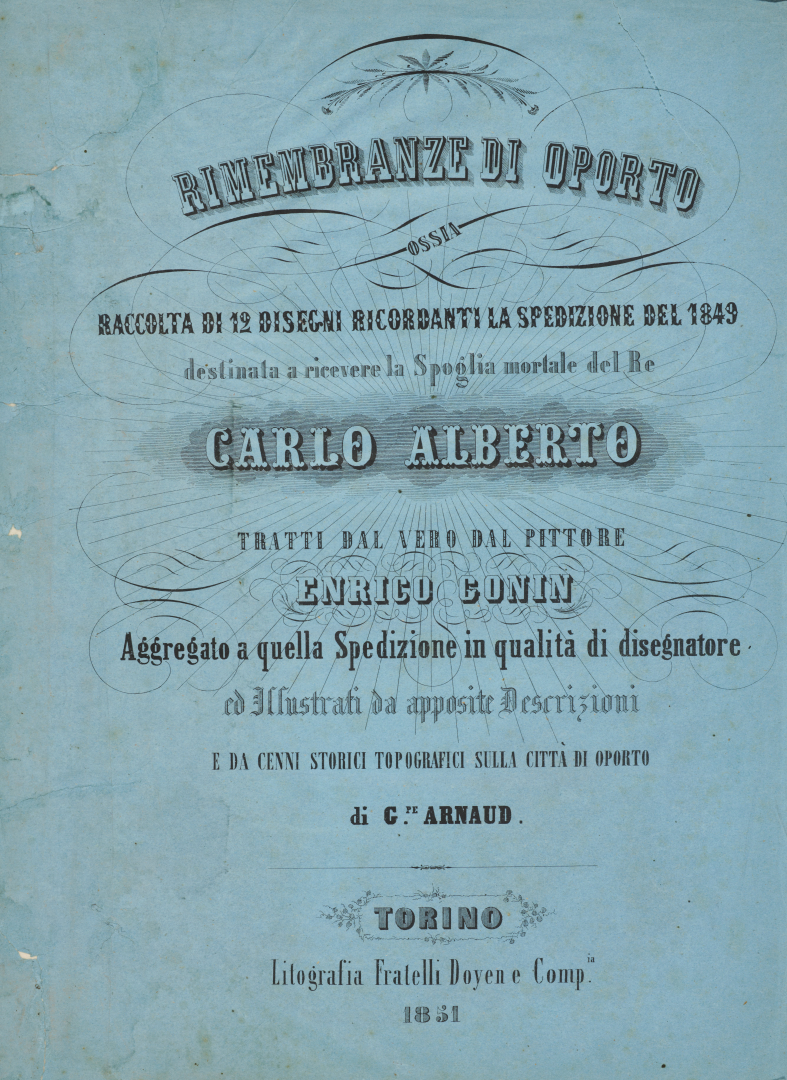 RIMEMBRANZE DI OPORTO
OSSIA
RACCOLTA DI 12 DISEGNI RICORDANTI LA SPEDIZIONE DEL 1849
destinata a ricevere la Spoglia mortale del Re
CARLO ALBERTO
TRATTI DAL VERO DAL PITTORE
ENRICO GONIN
Aggregato a quella Spedizione in qualità di disegnatore
ed Illustrati da apposite Descrizioni
E DA CENNI STORICI TOPOGRAFICI SULLA CITTÀ DI OPORTO
di G.PE ARNAUD.
TORINO
Litografia Fratelli Doyen e Comp.ia
1851